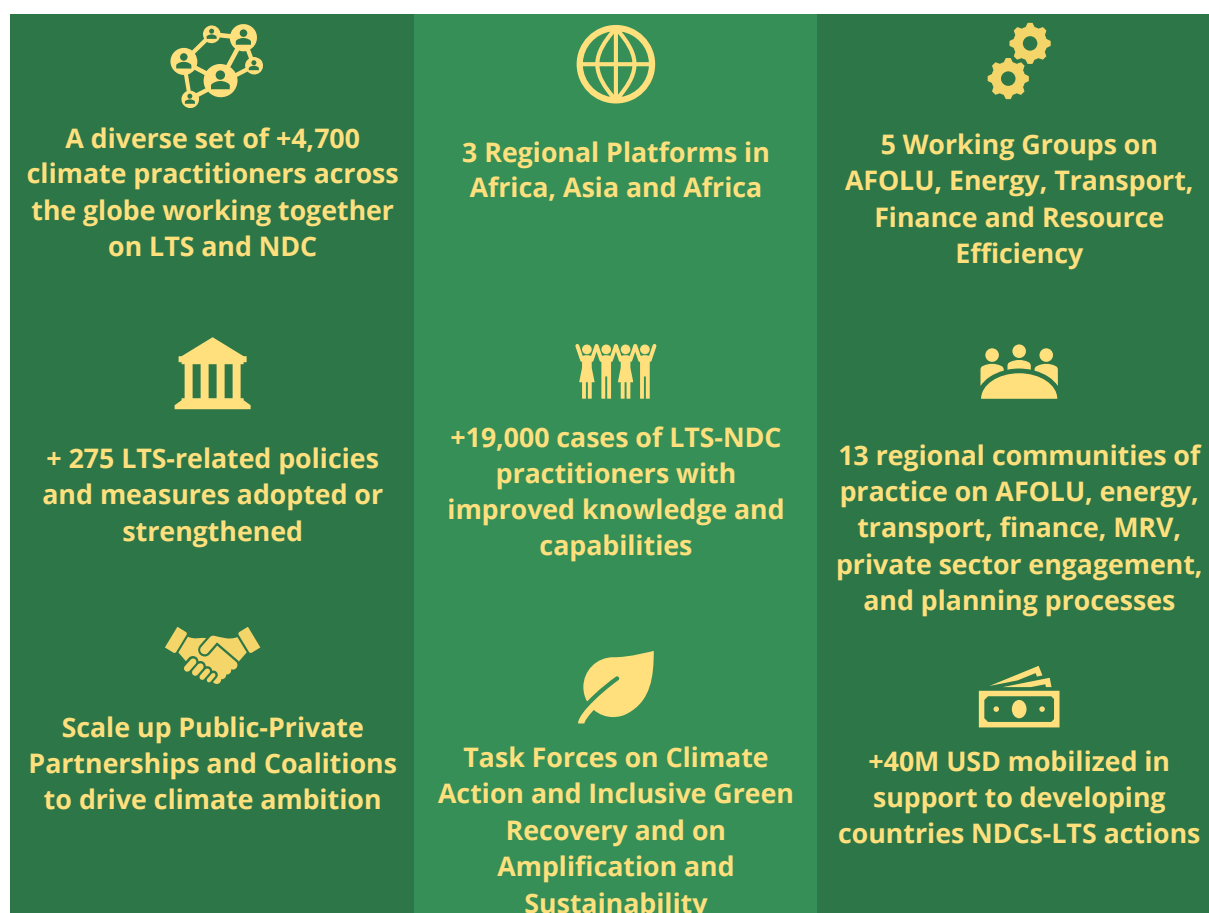 A diverse set of +4,700
climate practitioners across
the globe working together
on LTS and NDC
3 Regional Platforms in
Africa, Asia and Africa
5 Working Groups on
AFOLU, Energy, Transport,
Finance and Resource
Efficiency
+ 275 LTS-related policies
and measures adopted or
strengthened
+19,000 cases of LTS-NDC
practitioners with
improved knowledge and
capabilities
13 regional communities of
practice on AFOLU, energy,
transport, finance, MRV,
private sector engagement,
and planning processes
Scale up Public-Private
Partnerships and Coalitions
to drive climate ambition
Task Forces on Climate
Action and Inclusive Green
Recovery and on
Amplification and
Sustainability
+40M USD mobilized in
support to developing
countries NDCs-LTS actions